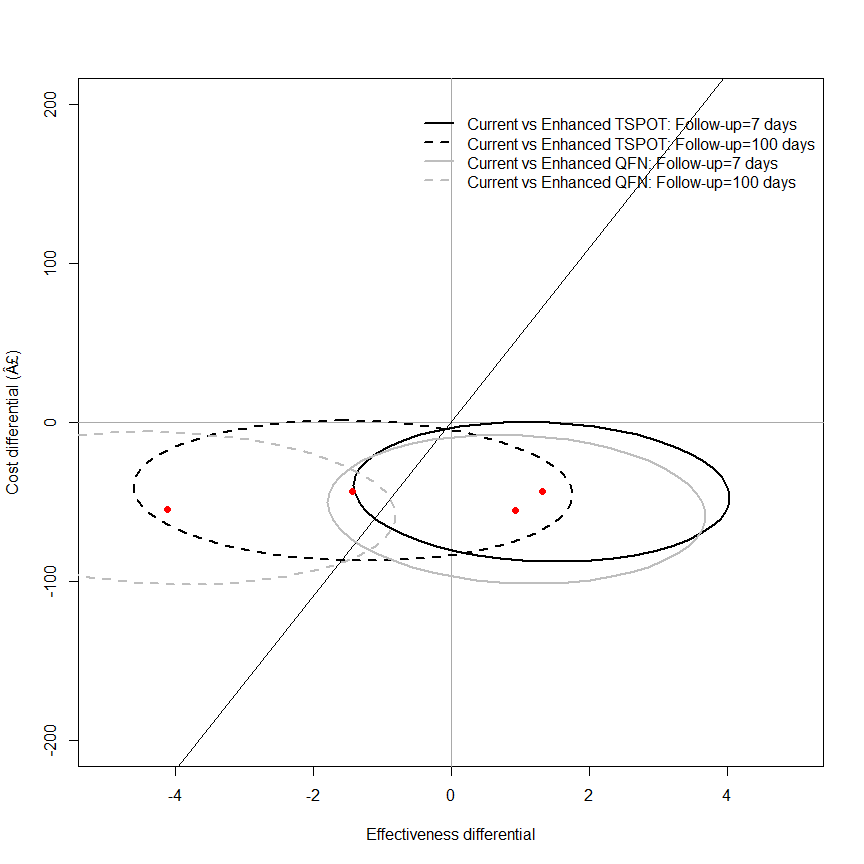 Current vs Enhanced TSPOT: Follow-up=7 days
Current vs Enhanced TSPOT: Follow-up=100 days
Current vs Enhanced QFN: Follow-up=7 days
Current vs Enhanced QFN: Follow-up=100 days
200
100
0
-100
-200
Cost differential (Â£)
-4 -2 0 2 4
Effectiveness differential